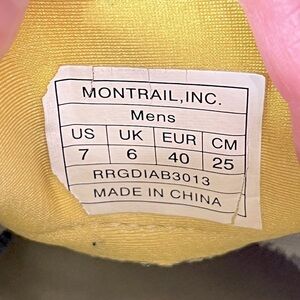 MONTRAIL, INC.
Mens
US UK EUR CM
7 6 40 25
RRGDIAB3013
MADE IN CHINA